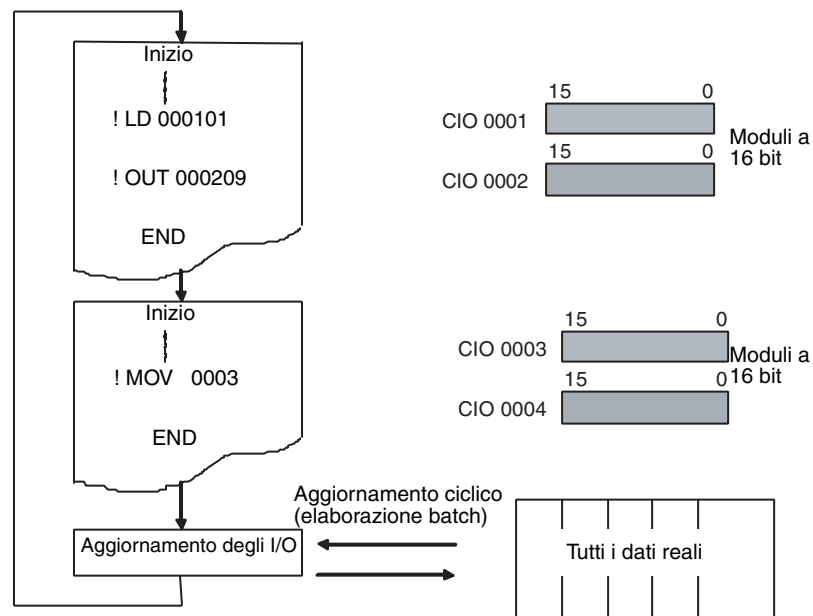 Inizio
! LD 000101
! OUT 000209
END
Inizio
! MOV 0003
END
Aggiornamento degli I/O
15 0
CIO 0001
15 0
CIO 0002
Moduli a
16 bit
15 0
CIO 0003
15 0
CIO 0004
Moduli a
16 bit
Aggiornamento ciclico
(elaborazione batch)
Tutti i dati reali